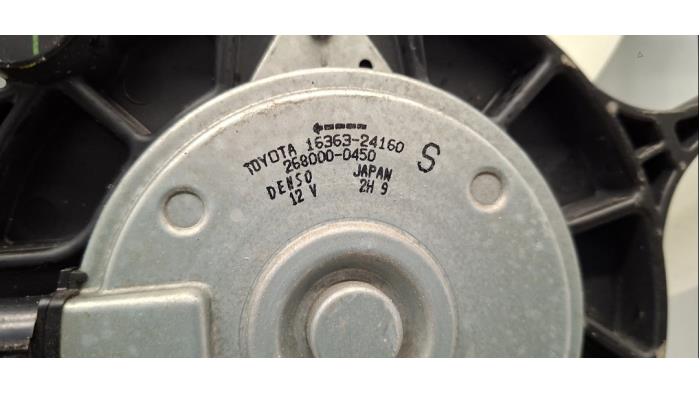 TOYOTA 16363-24160
268000-0450
DENSO JAPAN
12 V 2H 9
S